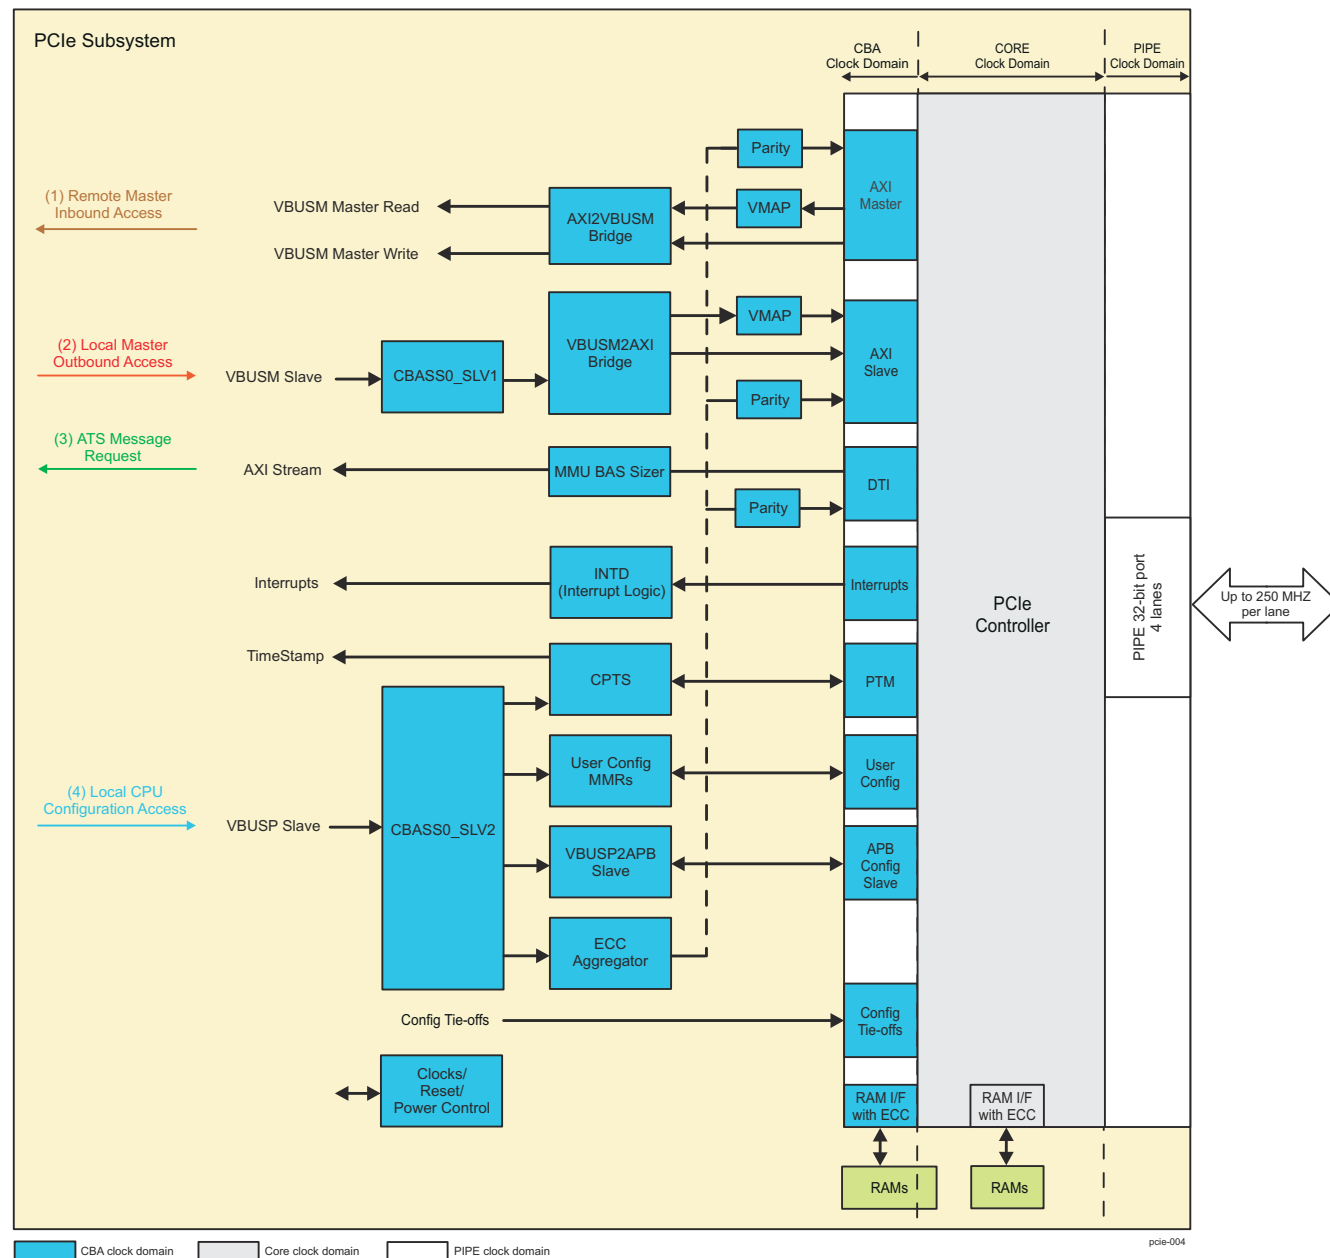 PCIe Subsystem
CBA
Clock Domain
CORE
Clock Domain
PIPE
Clock Domain
Parity
(1) Remote Master
Inbound Access
VBUSM Master Read
VBUSM Master Write
AXI2VBUSM
Bridge
VMAP
AXI
Master
(2) Local Master
Outbound Access
VBUSM Slave
CBASS0_SLV1
VBUSM2AXI
Bridge
VMAP
AXI
Slave
Parity
(3) ATS Message
Request
AXI Stream
MMU BAS Sizer
DTI
Parity
Interrupts
INTD
(Interrupt Logic)
Interrupts
PCIe
Controller
PIPE 32-bit port
4 lanes
Up to 250 MHZ
per lane
TimeStamp
CPTS
PTM
User Config
MMRs
User
Config
(4) Local CPU
Configuration Access
VBUSP Slave
CBASS0_SLV2
VBUSP2APB
Slave
APB
Config
Slave
ECC
Aggregator
Config Tie-offs
Config
Tie-offs
Clocks/
Reset/
Power Control
RAM I/F
with ECC
RAM I/F
with ECC
RAMs
RAMs
CBA clock domain
Core clock domain
PIPE clock domain
pcie-004